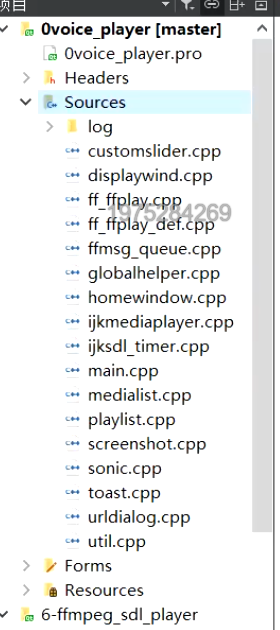 项目
0voice_player [master]
0voice_player.pro
Headers
Sources
log
customslider.cpp
displaywind.cpp
ff_ffplay.cpp
1975284269
ff_ffplay_def.cpp
ffmsg_queue.cpp
globalhelper.cpp
homewindow.cpp
ijkmediaplayer.cpp
ijksdl_timer.cpp
main.cpp
medialist.cpp
playlist.cpp
screenshot.cpp
sonic.cpp
toast.cpp
urldialog.cpp
util.cpp
Forms
Resources
6-ffmpeg_sdl_player